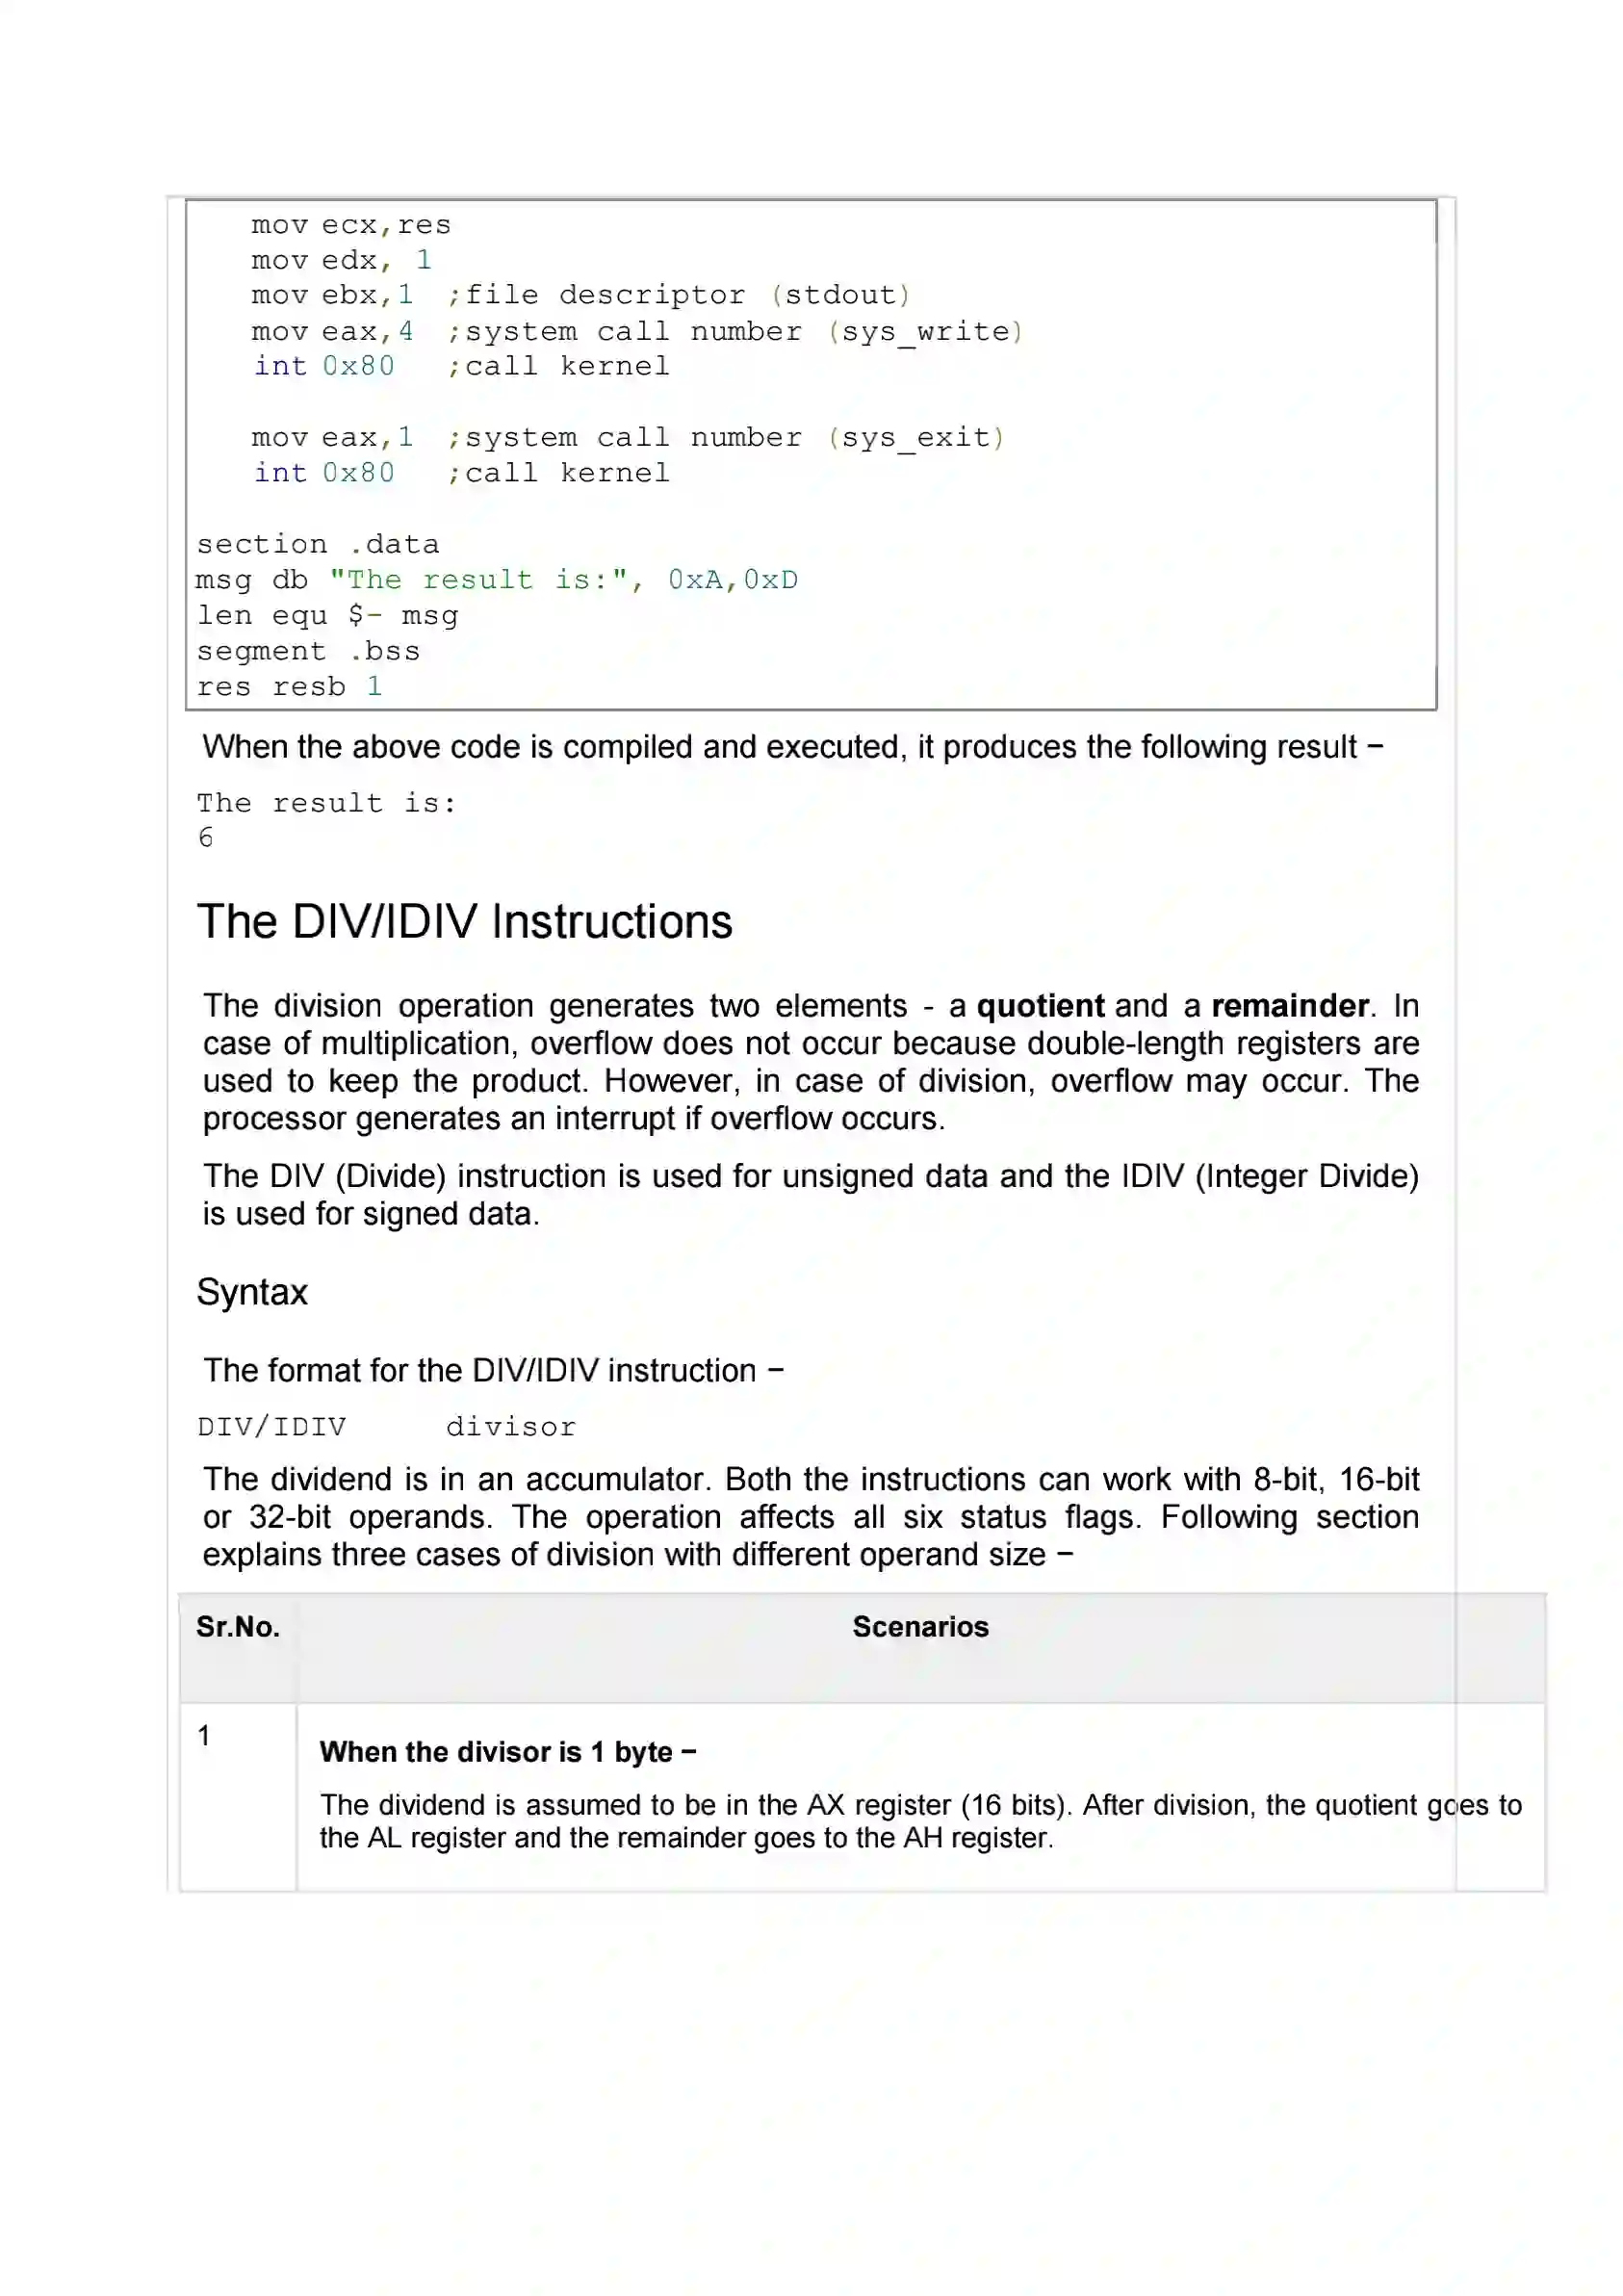 mov ecx,res
mov edx, 1
mov ebx,1 ;file descriptor (stdout)
mov eax,4 ;system call number (sys_write)
int 0x80 ;call kernel
mov eax,1 ;system call number (sys_exit)
int 0x80 ;call kernel
section .data
msg db "The result is:", 0xA,0xD
len equ $- msg
segment .bss
res resb 1
When the above code is compiled and executed, it produces the following result −
The result is:
6
The DIV/IDIV Instructions
The division operation generates two elements - a quotient and a remainder. In
case of multiplication, overflow does not occur because double-length registers are
used to keep the product. However, in case of division, overflow may occur. The
processor generates an interrupt if overflow occurs.
The DIV (Divide) instruction is used for unsigned data and the IDIV (Integer Divide)
is used for signed data.
Syntax
The format for the DIV/IDIV instruction −
DIV/IDIV divisor
The dividend is in an accumulator. Both the instructions can work with 8-bit, 16-bit
or 32-bit operands. The operation affects all six status flags. Following section
explains three cases of division with different operand size −
Sr.No. Scenarios
1
When the divisor is 1 byte −
The dividend is assumed to be in the AX register (16 bits). After division, the quotient goes to
the AL register and the remainder goes to the AH register.